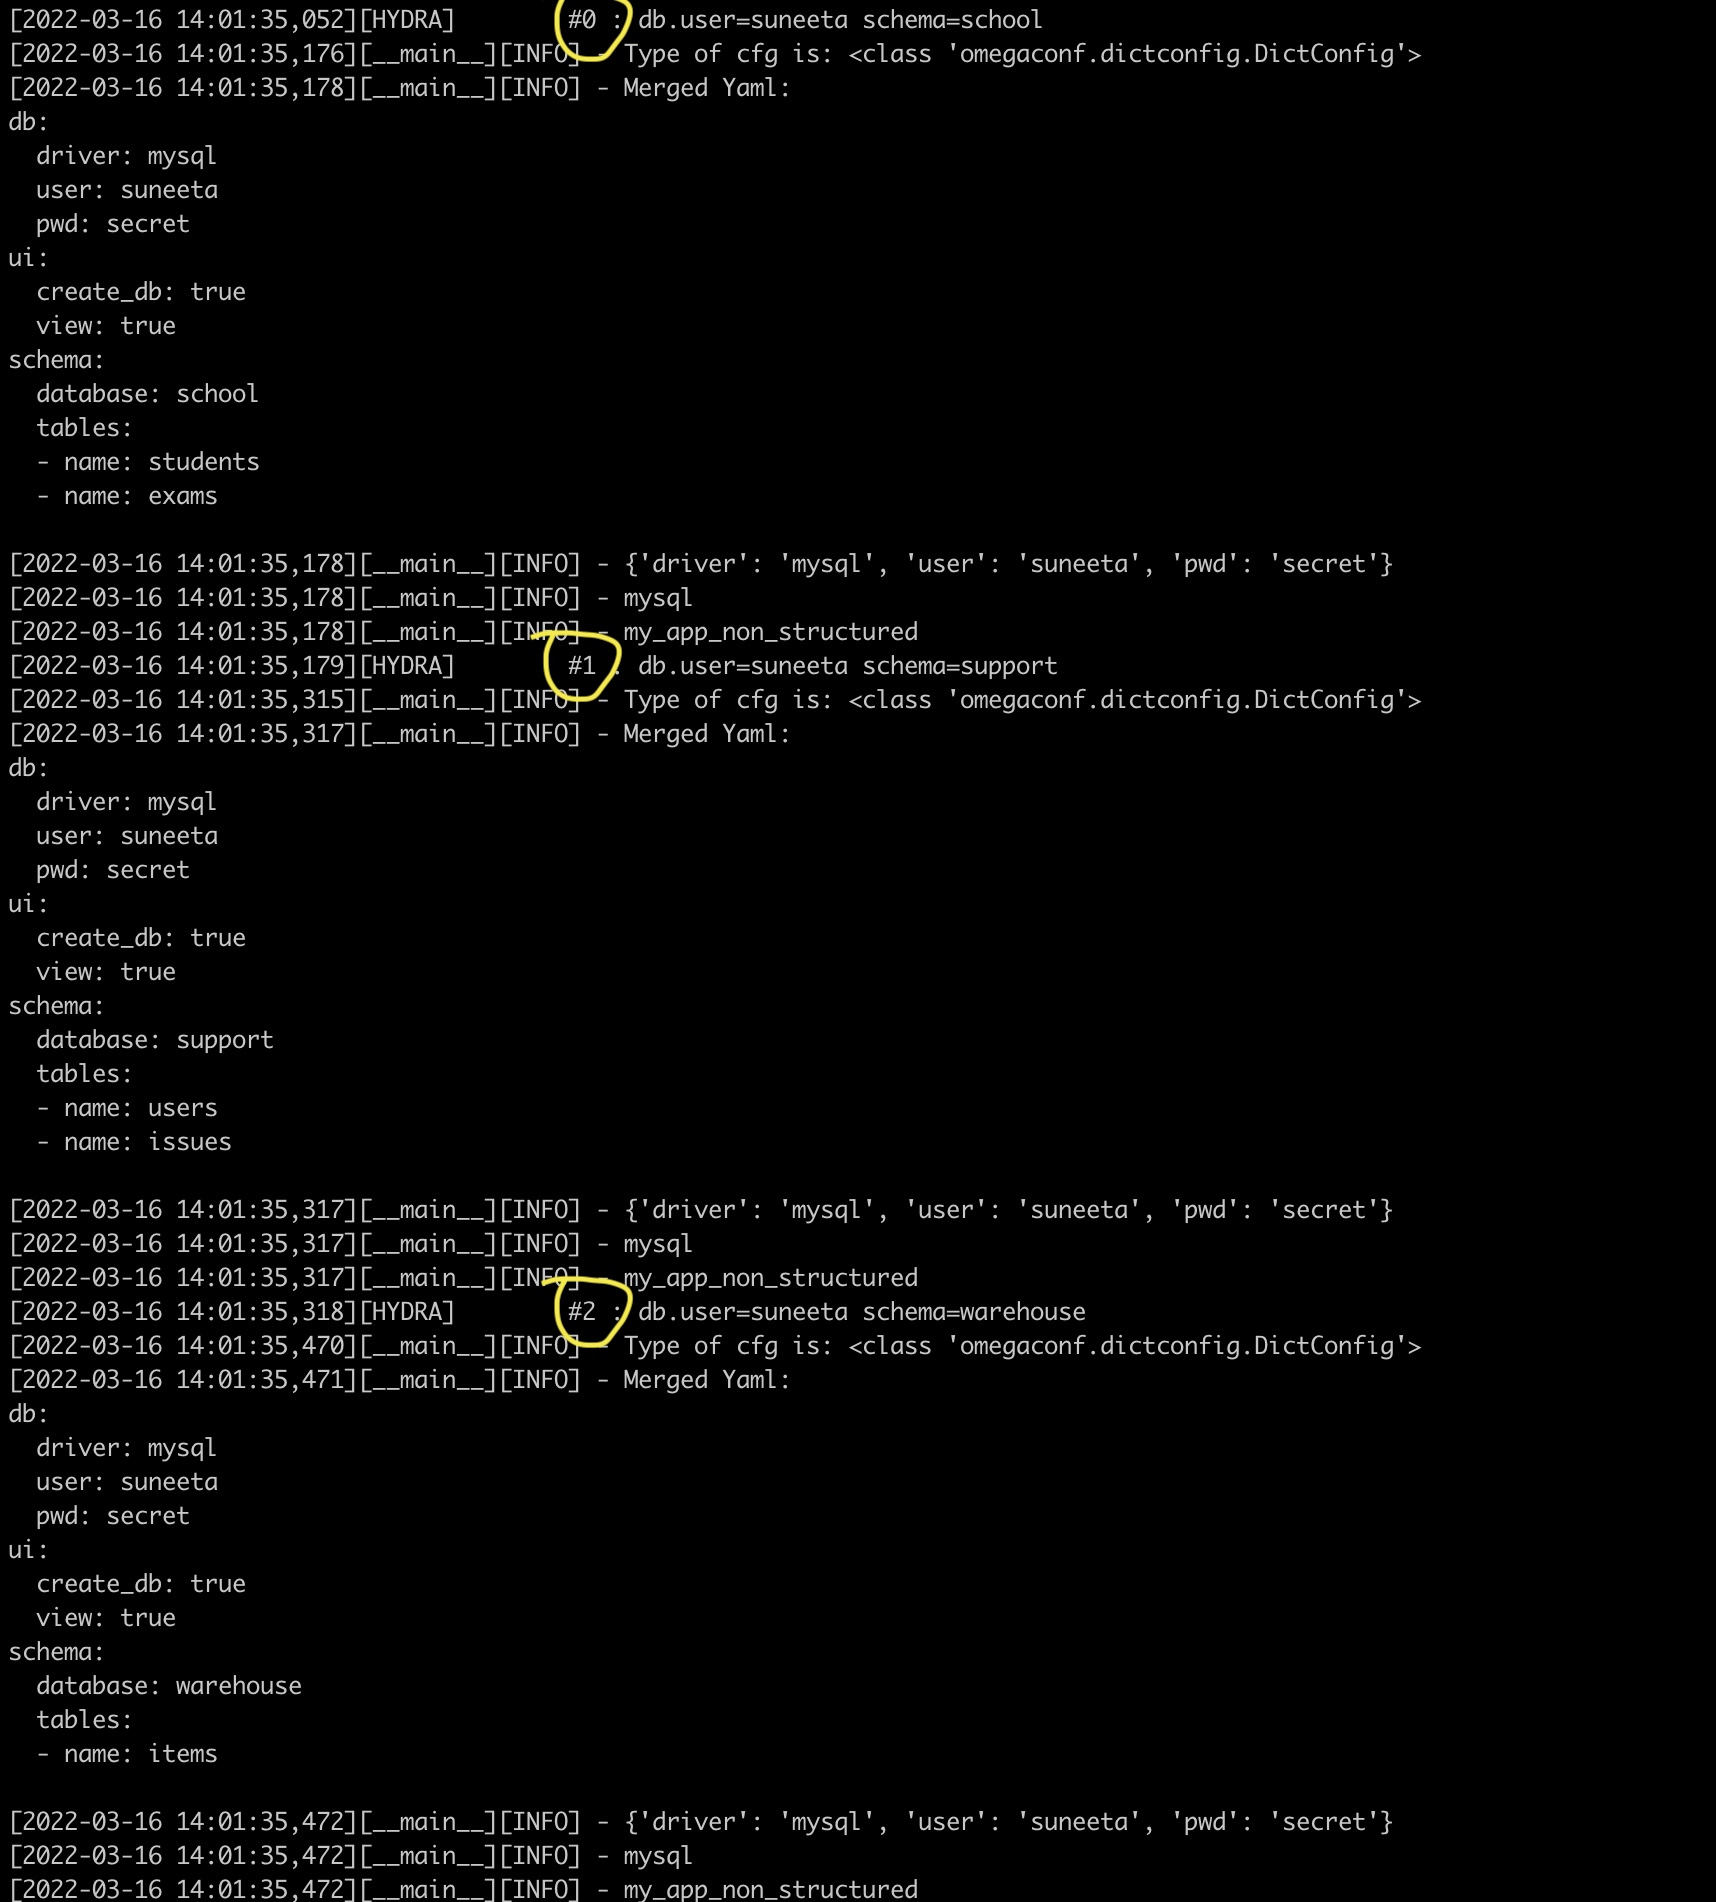 [2022-03-16 14:01:35,052][HYDRA]        #0 : db.user=suneeta schema=school
[2022-03-16 14:01:35,176][__main__][INFO] - Type of cfg is: <class 'omegaconf.dictconfig.DictConfig'>
[2022-03-16 14:01:35,178][__main__][INFO] - Merged Yaml:
db:
  driver: mysql
  user: suneeta
  pwd: secret
ui:
  create_db: true
  view: true
schema:
  database: school
  tables:
  - name: students
  - name: exams

[2022-03-16 14:01:35,178][__main__][INFO] - {'driver': 'mysql', 'user': 'suneeta', 'pwd': 'secret'}
[2022-03-16 14:01:35,178][__main__][INFO] - mysql
[2022-03-16 14:01:35,178][__main__][INFO] - my_app_non_structured
[2022-03-16 14:01:35,179][HYDRA]        #1 : db.user=suneeta schema=support
[2022-03-16 14:01:35,315][__main__][INFO] - Type of cfg is: <class 'omegaconf.dictconfig.DictConfig'>
[2022-03-16 14:01:35,317][__main__][INFO] - Merged Yaml:
db:
  driver: mysql
  user: suneeta
  pwd: secret
ui:
  create_db: true
  view: true
schema:
  database: support
  tables:
  - name: users
  - name: issues

[2022-03-16 14:01:35,317][__main__][INFO] - {'driver': 'mysql', 'user': 'suneeta', 'pwd': 'secret'}
[2022-03-16 14:01:35,317][__main__][INFO] - mysql
[2022-03-16 14:01:35,317][__main__][INFO] - my_app_non_structured
[2022-03-16 14:01:35,318][HYDRA]        #2 : db.user=suneeta schema=warehouse
[2022-03-16 14:01:35,470][__main__][INFO] - Type of cfg is: <class 'omegaconf.dictconfig.DictConfig'>
[2022-03-16 14:01:35,471][__main__][INFO] - Merged Yaml:
db:
  driver: mysql
  user: suneeta
  pwd: secret
ui:
  create_db: true
  view: true
schema:
  database: warehouse
  tables:
  - name: items

[2022-03-16 14:01:35,472][__main__][INFO] - {'driver': 'mysql', 'user': 'suneeta', 'pwd': 'secret'}
[2022-03-16 14:01:35,472][__main__][INFO] - mysql
[2022-03-16 14:01:35,472][__main__][INFO] - my_app_non_structured